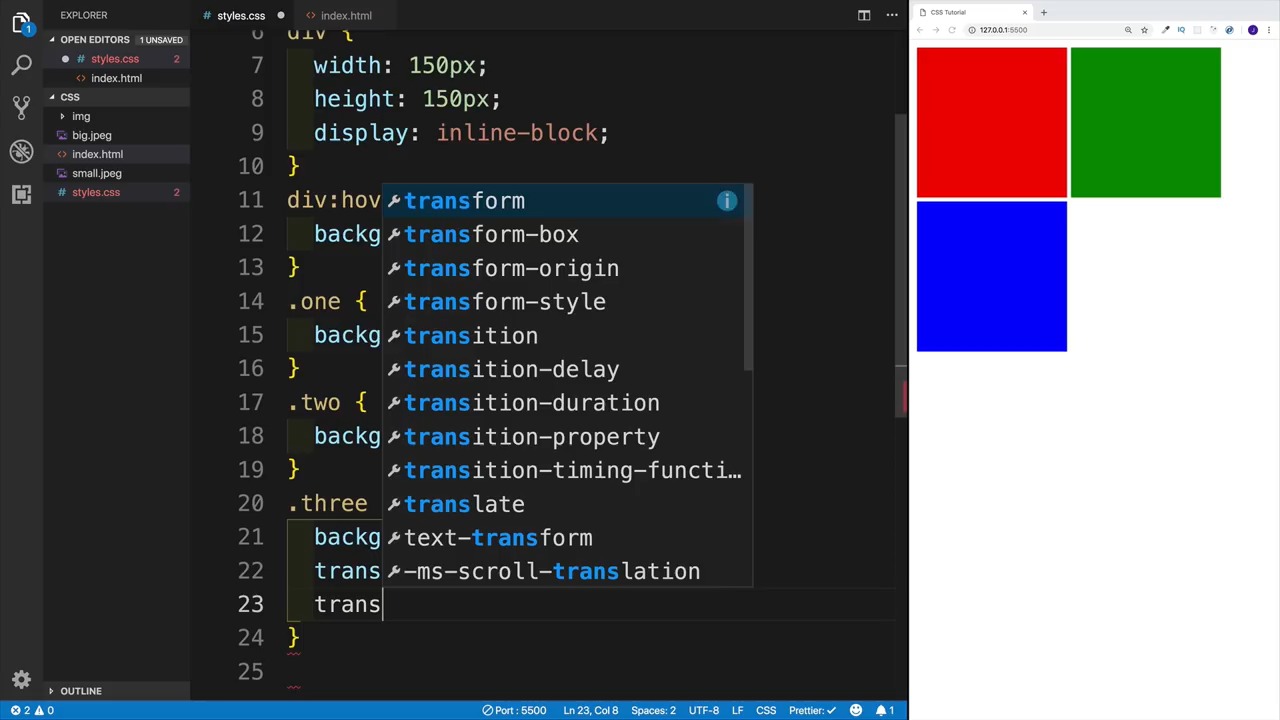 EXPLORER
OPEN EDITORS 1 UNSAVED
styles.css 2
index.html
CSS
img
big.jpeg
index.html
small.jpeg
styles.css 2
OUTLINE
1
# styles.css
index.html
6 div {
7 width: 150px;
8 height: 150px;
9 display: inline-block;
10 }
11 div:hov
12 backg
13 }
14 .one {
15 backg
16 }
17 .two {
18 backg
19 }
20 .three
21 backg
22 trans
23 trans
24 }
25
transform
transform-box
transform-origin
transform-style
transition
transition-delay
transition-duration
transition-property
transition-timing-functi…
translate
text-transform
-ms-scroll-translation
2 0 Port : 5500 Ln 23, Col 8 Spaces: 2 UTF-8 LF CSS Prettier: ✓ 1
CSS Tutorial
127.0.0.1:5500
IQ
J